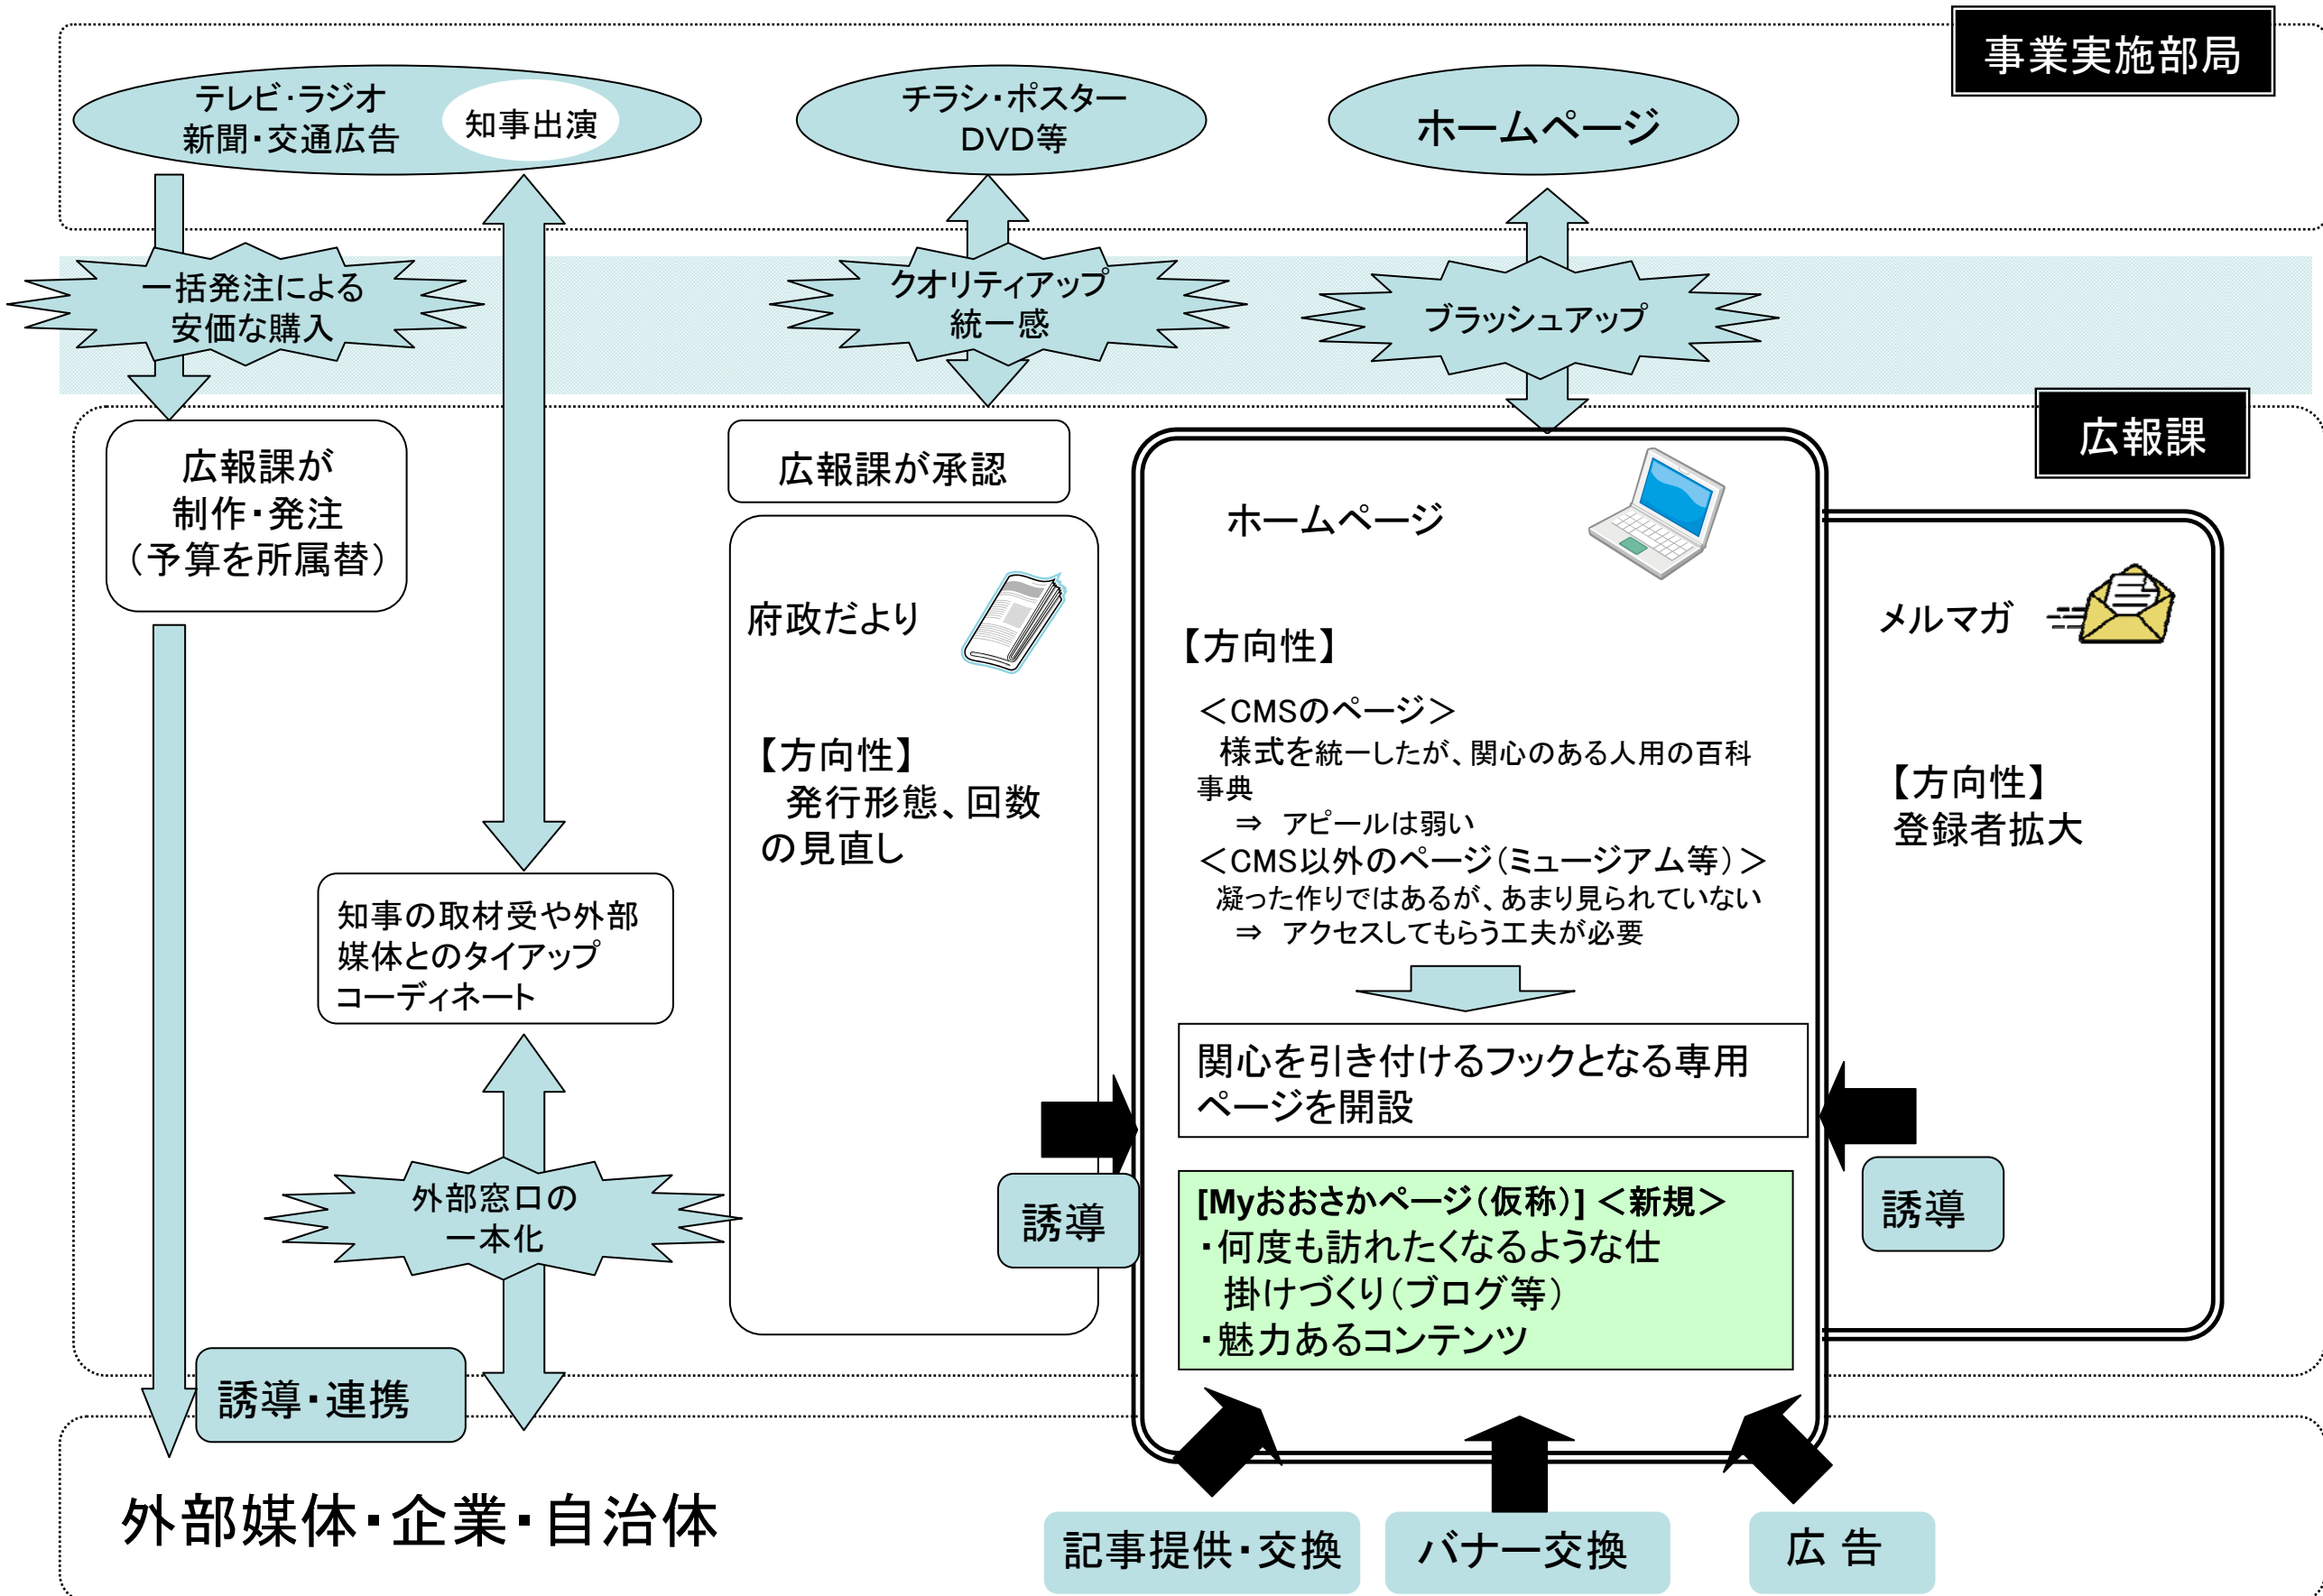 事業実施部局
テレビ・ラジオ
新聞・交通広告
知事出演
チラシ・ポスター
DVD等
ホームページ
一括発注による
安価な購入
クオリティアップ
統一感
ブラッシュアップ
広報課
広報課が
制作・発注
（予算を所属替）
広報課が承認
府政だより
【方向性】
発行形態、回数
の見直し
知事の取材受や外部
媒体とのタイアップ
コーディネート
外部窓口の
一本化
ホームページ
【方向性】
＜CMSのページ＞
様式を統一したが、関心のある人用の百科
事典
⇒　アピールは弱い
＜CMS以外のページ（ミュージアム等）＞
凝った作りではあるが、あまり見られていない
⇒　アクセスしてもらう工夫が必要
関心を引き付けるフックとなる専用
ページを開設
[Myおおさかページ（仮称）] ＜新規＞
・何度も訪れたくなるような仕
掛けづくり（ブログ等）
・魅力あるコンテンツ
メルマガ
【方向性】
登録者拡大
誘導
誘導
誘導・連携
外部媒体・企業・自治体
記事提供・交換
バナー交換
広 告